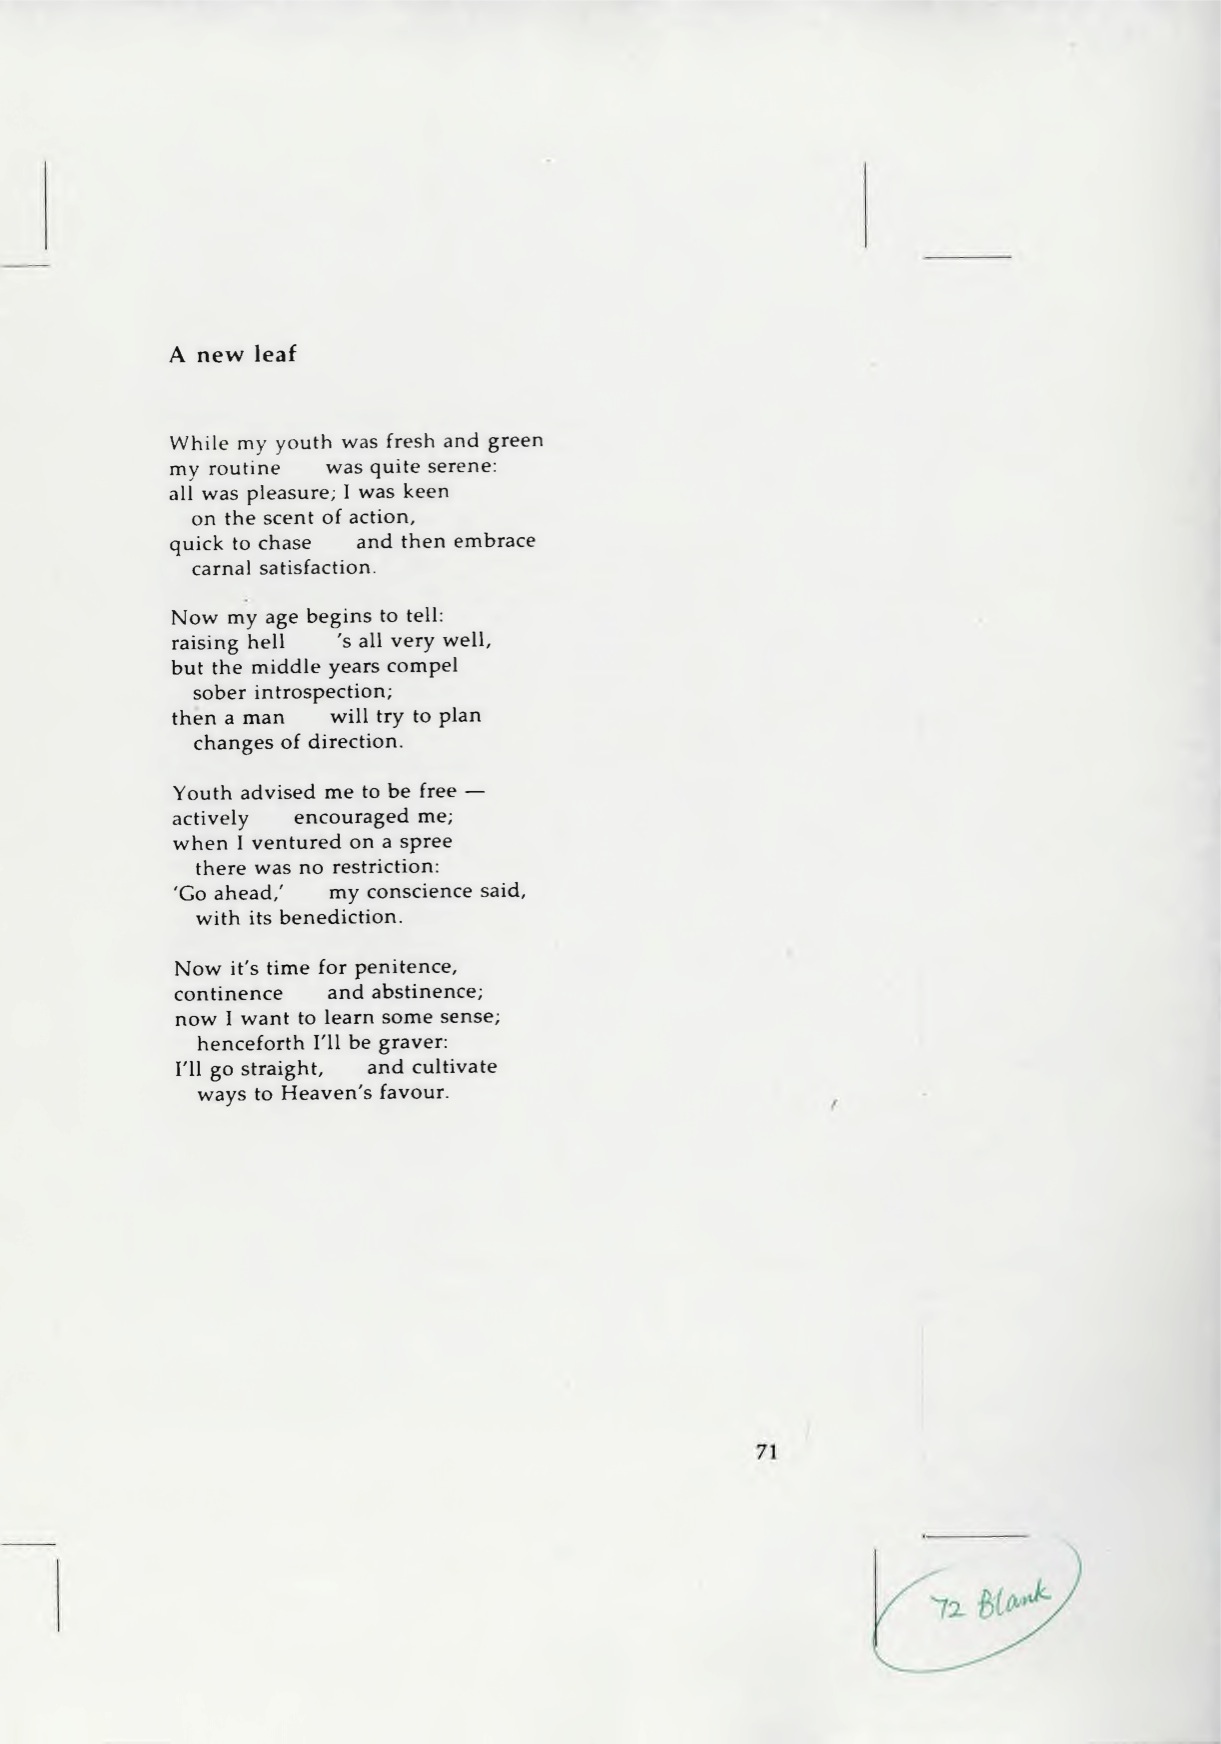 A new leaf
While my youth was fresh and green
my routine was quite serene:
all was pleasure; I was keen
on the scent of action,
quick to chase and then embrace
carnal satisfaction.
Now my age begins to tell:
raising hell 's all very well,
but the middle years compel
sober introspection;
then a man will try to plan
changes of direction.
Youth advised me to be free —
actively encouraged me;
when I ventured on a spree
there was no restriction:
‘Go ahead,’ my conscience said,
with its benediction.
Now it's time for penitence,
continence and abstinence;
now I want to learn some sense;
henceforth I'll be graver:
I'll go straight, and cultivate
ways to Heaven's favour.
71
72 Blank